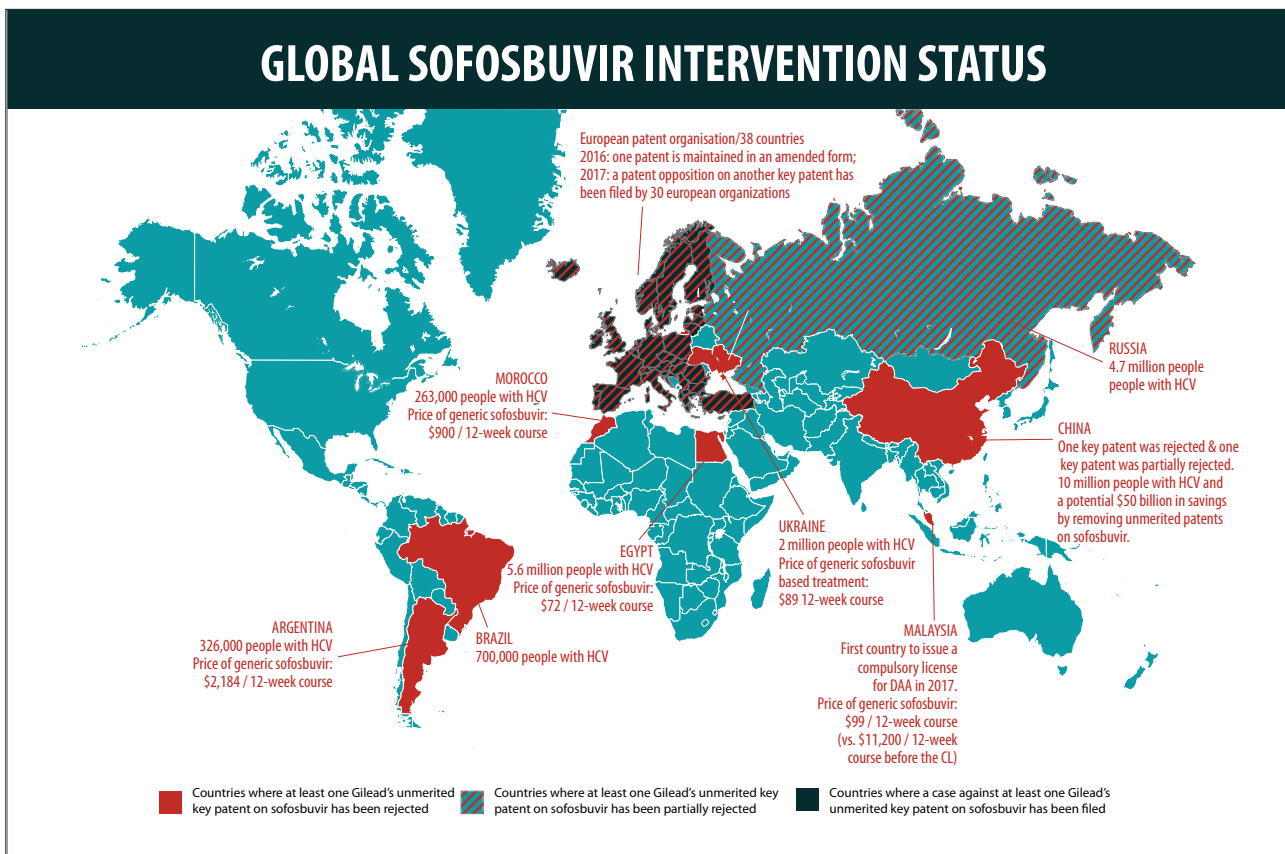 GLOBAL SOFOSBUVIR INTERVENTION STATUS
European patent organisation/38 countries
2016: one patent is maintained in an amended form;
2017: a patent opposition on another key patent has
been filed by 30 european organizations
RUSSIA
4.7 million people
people with HCV
MOROCCO
263,000 people with HCV
Price of generic sofosbuvir:
$900 / 12-week course
CHINA
One key patent was rejected & one
key patent was partially rejected.
10 million people with HCV and
a potential $50 billion in savings
by removing unmerited patents
on sofosbuvir.
UKRAINE
2 million people with HCV
Price of generic sofosbuvir
based treatment:
$89 12-week course
EGYPT
5.6 million people with HCV
Price of generic sofosbuvir:
$72 / 12-week course
ARGENTINA
326,000 people with HCV
Price of generic sofosbuvir:
$2,184 / 12-week course
BRAZIL
700,000 people with HCV
MALAYSIA
First country to issue a
compulsory license
for DAA in 2017.
Price of generic sofosbuvir:
$99 / 12-week course
(vs. $11,200 / 12-week
course before the CL)
Countries where at least one Gilead's unmerited
key patent on sofosbuvir has been rejected
Countries where at least one Gilead's unmerited key
patent on sofosbuvir has been partially rejected
Countries where a case against at least one Gilead's
unmerited key patent on sofosbuvir has been filed